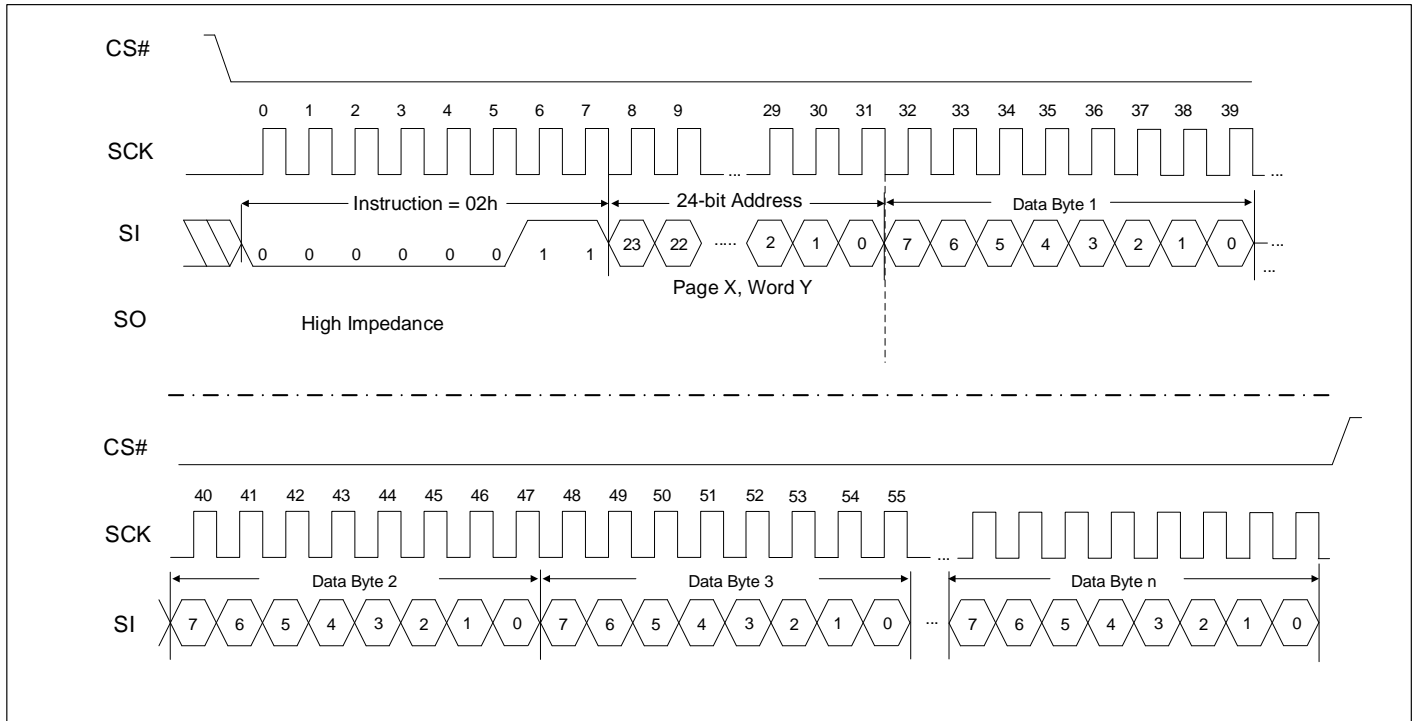 CS#
0 1 2 3 4 5 6 7 8 9 29 30 31 32 33 34 35 36 37 38 39
SCK
...
...
Instruction = 02h
24-bit Address
Data Byte 1
SI
0 0 0 0 0 0 1 1 23 22 ..... 2 1 0 7 6 5 4 3 2 1 0 ...
...
Page X, Word Y
SO
High Impedance
CS#
40 41 42 43 44 45 46 47 48 49 50 51 52 53 54 55
SCK
...
Data Byte 2
Data Byte 3
Data Byte n
SI
7 6 5 4 3 2 1 0 7 6 5 4 3 2 1 0 ... 7 6 5 4 3 2 1 0